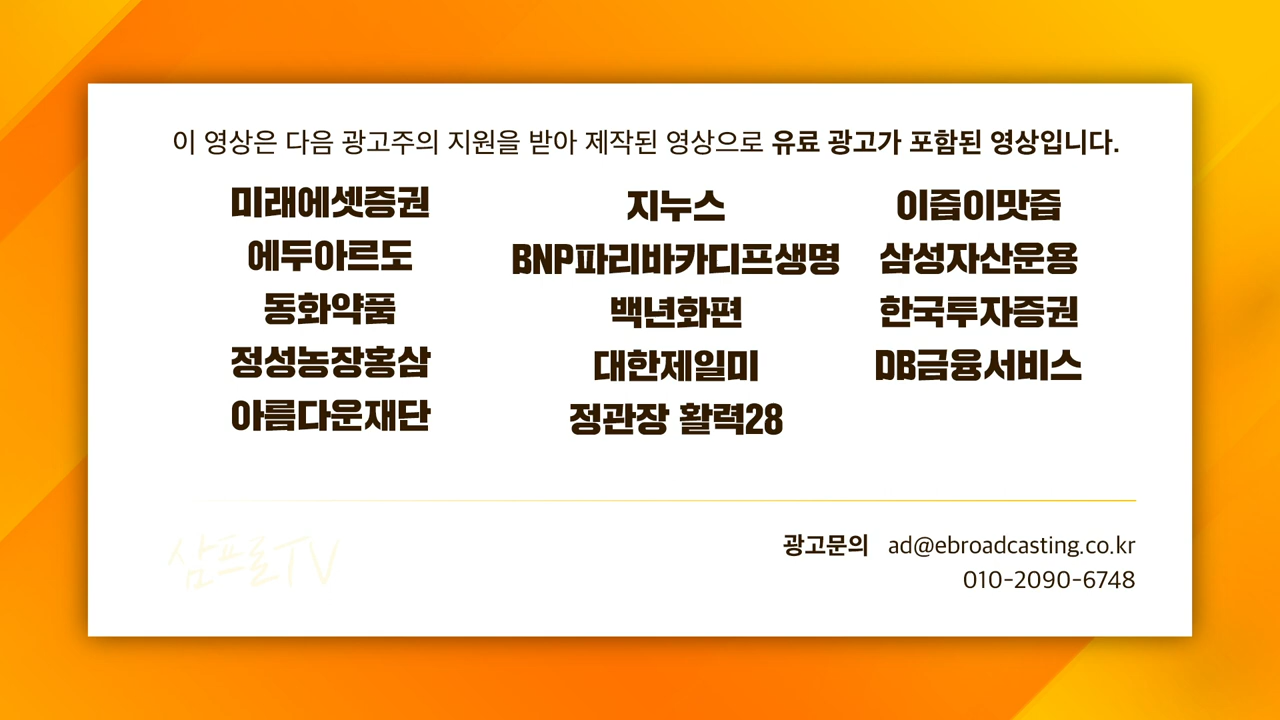 이 영상은 다음 광고주의 지원을 받아 제작된 영상으로 유료 광고가 포함된 영상입니다.
미래에셋증권
에두아르도
동화약품
정성농장홍삼
아름다운재단
지누스
BNP파리바카디프생명
백년화편
대한제일미
정관장 활력28
이즙이맛즙
삼성자산운용
한국투자증권
DB금융서비스
삼프로TV
광고문의 ad@ebroadcasting.co.kr
010-2090-6748